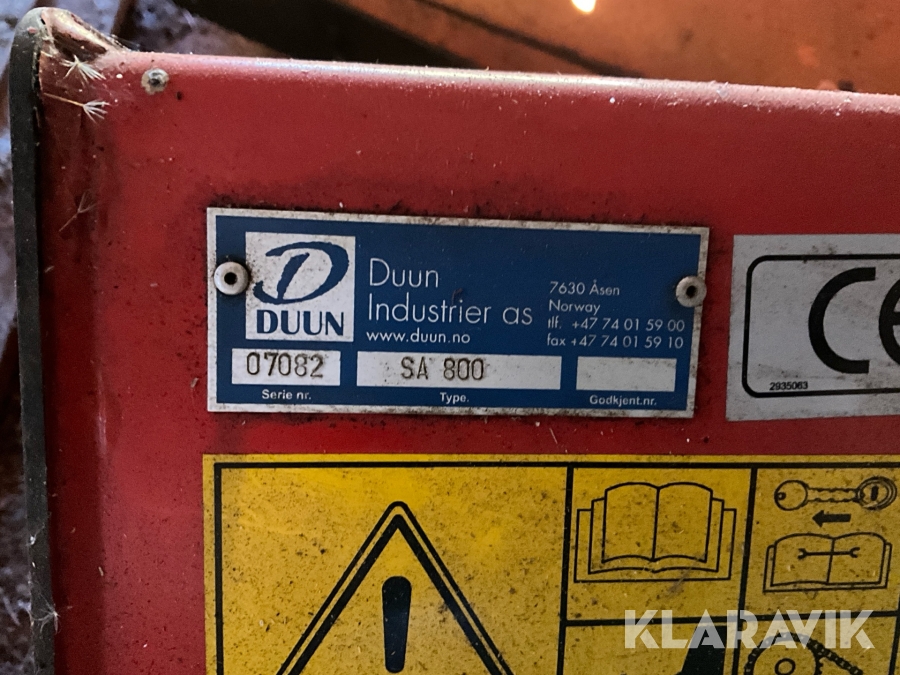 DUUN
Duun
Industrier as
www.duun.no
7630 Åsen
Norway
tlf. +47 74 01 59 00
fax +47 74 01 59 10
07082
SA 800
Serie nr.
Type.
Godkjent.nr.
CE
2935063
KLARAVIK